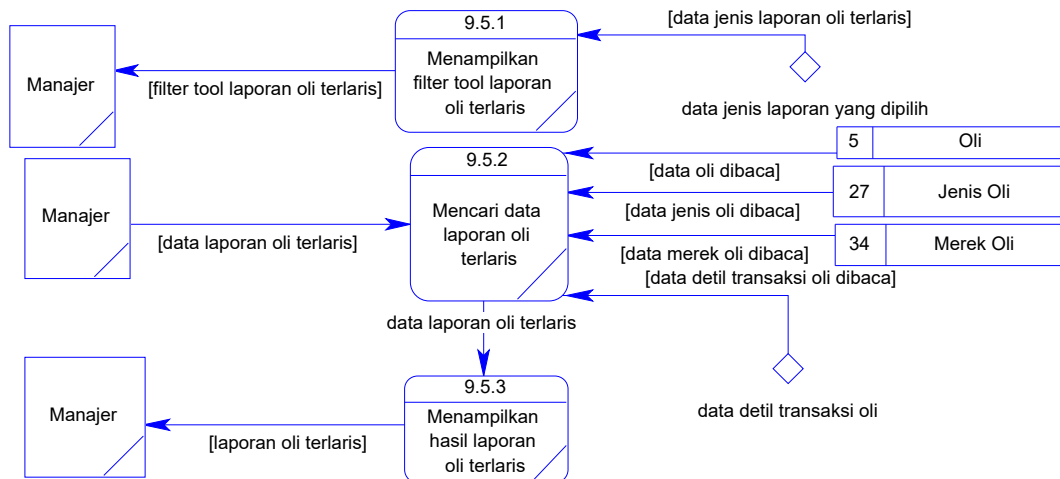 9.5.1
[data jenis laporan oli terlaris]
Manajer
[filter tool laporan oli terlaris]
Menampilkan
filter tool laporan
oli terlaris
data jenis laporan yang dipilih
9.5.2
5 Oli
[data oli dibaca]
27 Jenis Oli
Manajer
Mencari data
laporan oli
terlaris
[data jenis oli dibaca]
[data laporan oli terlaris]
34 Merek Oli
[data merek oli dibaca]
[data detil transaksi oli dibaca]
data laporan oli terlaris
9.5.3
data detil transaksi oli
Manajer
Menampilkan
hasil laporan
oli terlaris
[laporan oli terlaris]